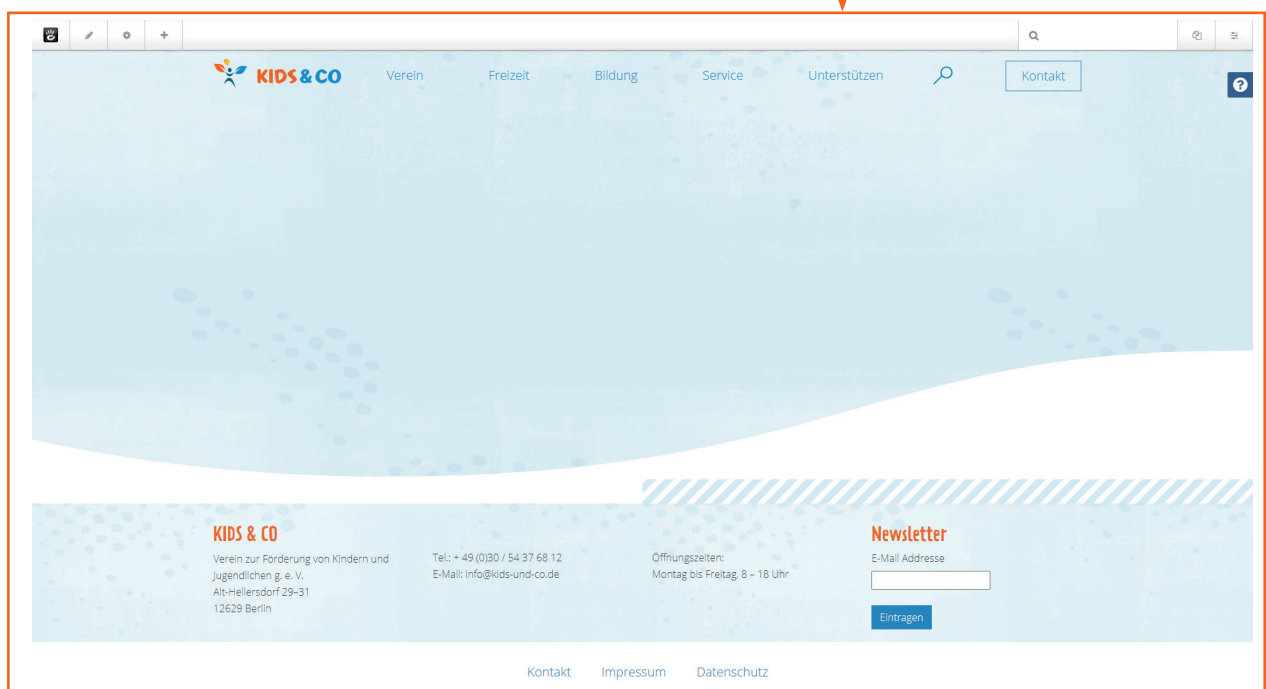 KIDS & CO
Verein Freizeit Bildung Service Unterstützen Kontakt
KIDS & CO
Verein zur Förderung von Kindern und
Jugendlichen g. e. V.
Alt-Hellersdorf 29–31
12629 Berlin
Tel.: + 49 (0)30 / 54 37 68 12
E-Mail: info@kids-und-co.de
Öffnungszeiten:
Montag bis Freitag, 8 – 18 Uhr
Newsletter
E-Mail Addresse
Eintragen
Kontakt Impressum Datenschutz